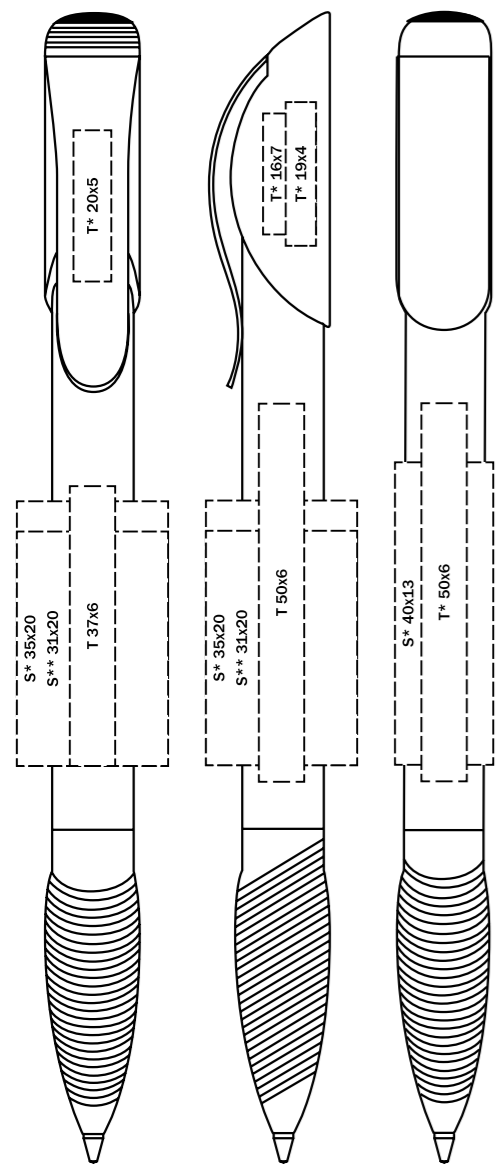 T* 20x5
S* 35x20
S** 31x20
T 37x6
T* 16x7
T* 19x4
S* 35x20
S** 31x20
T 50x6
S* 40x13
T* 50x6